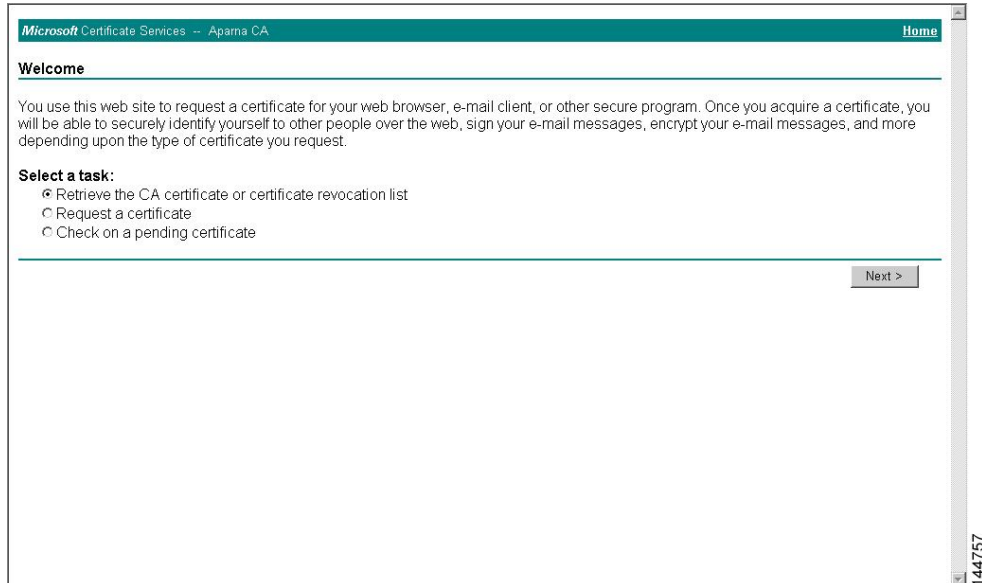 Microsoft Certificate Services -- Aparna CA
Home
Welcome
You use this web site to request a certificate for your web browser, e-mail client, or other secure program. Once you acquire a certificate, you
will be able to securely identify yourself to other people over the web, sign your e-mail messages, encrypt your e-mail messages, and more
depending upon the type of certificate you request.
Select a task:
Retrieve the CA certificate or certificate revocation list
Request a certificate
Check on a pending certificate
Next >
144757